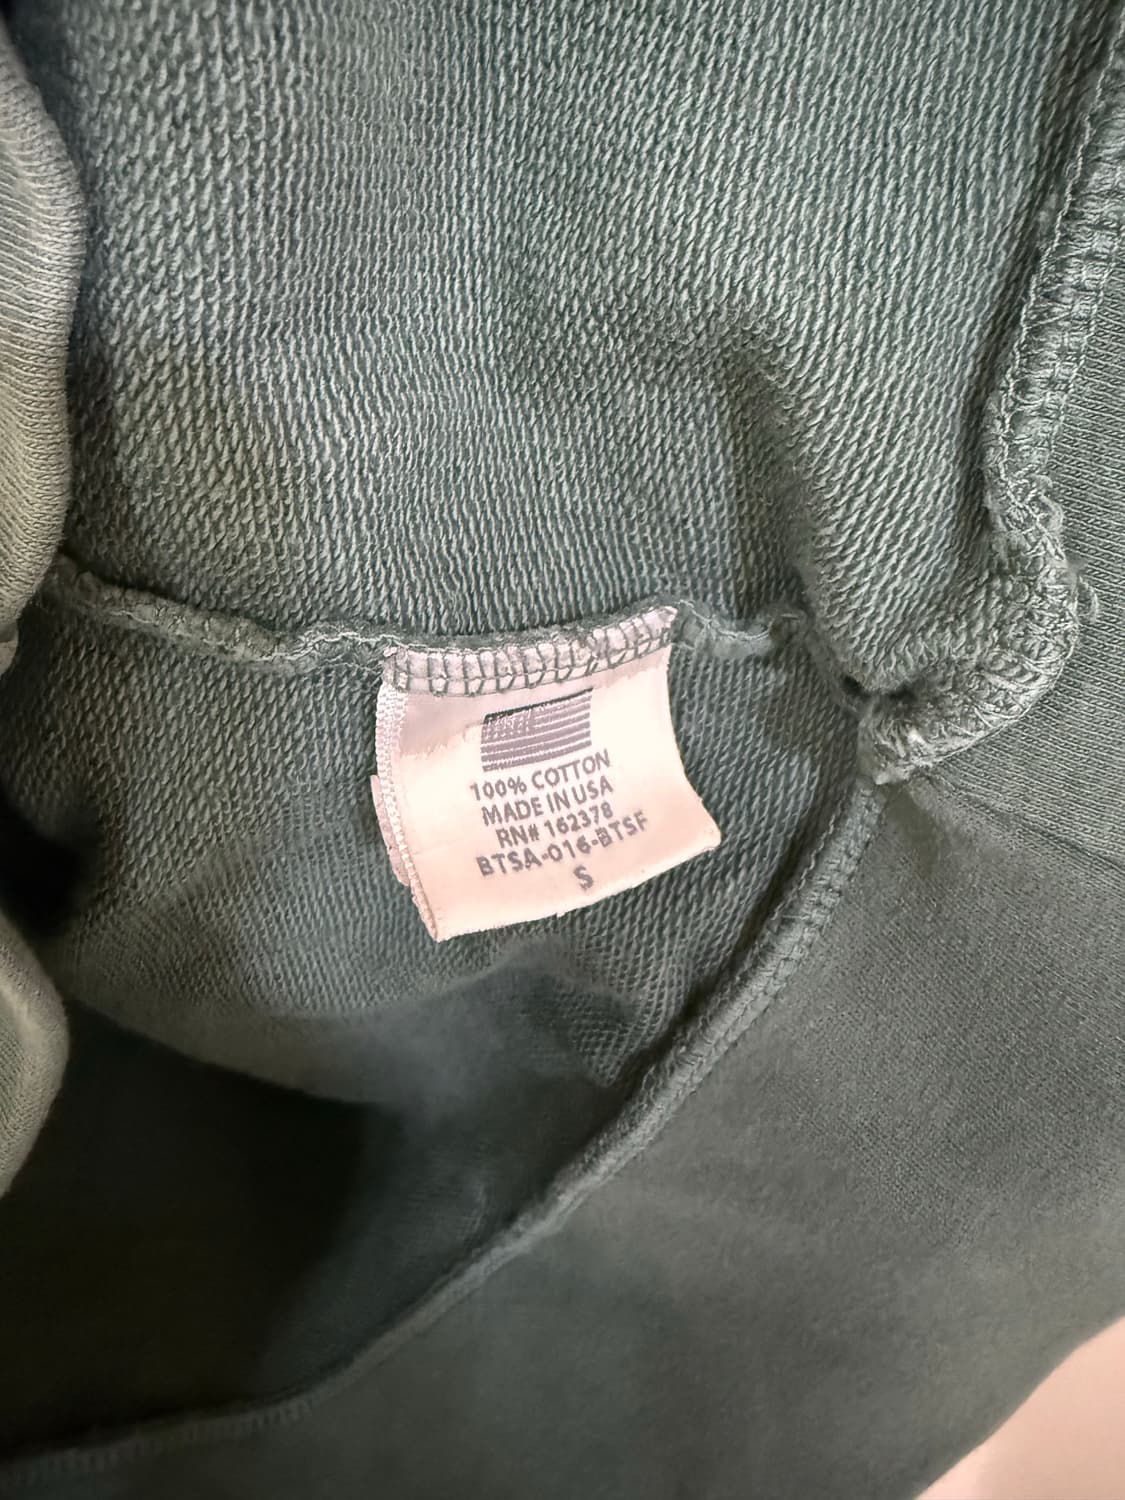 100% COTTON
MADE IN USA
RN# 162378
BTSA-016-BTSF
S